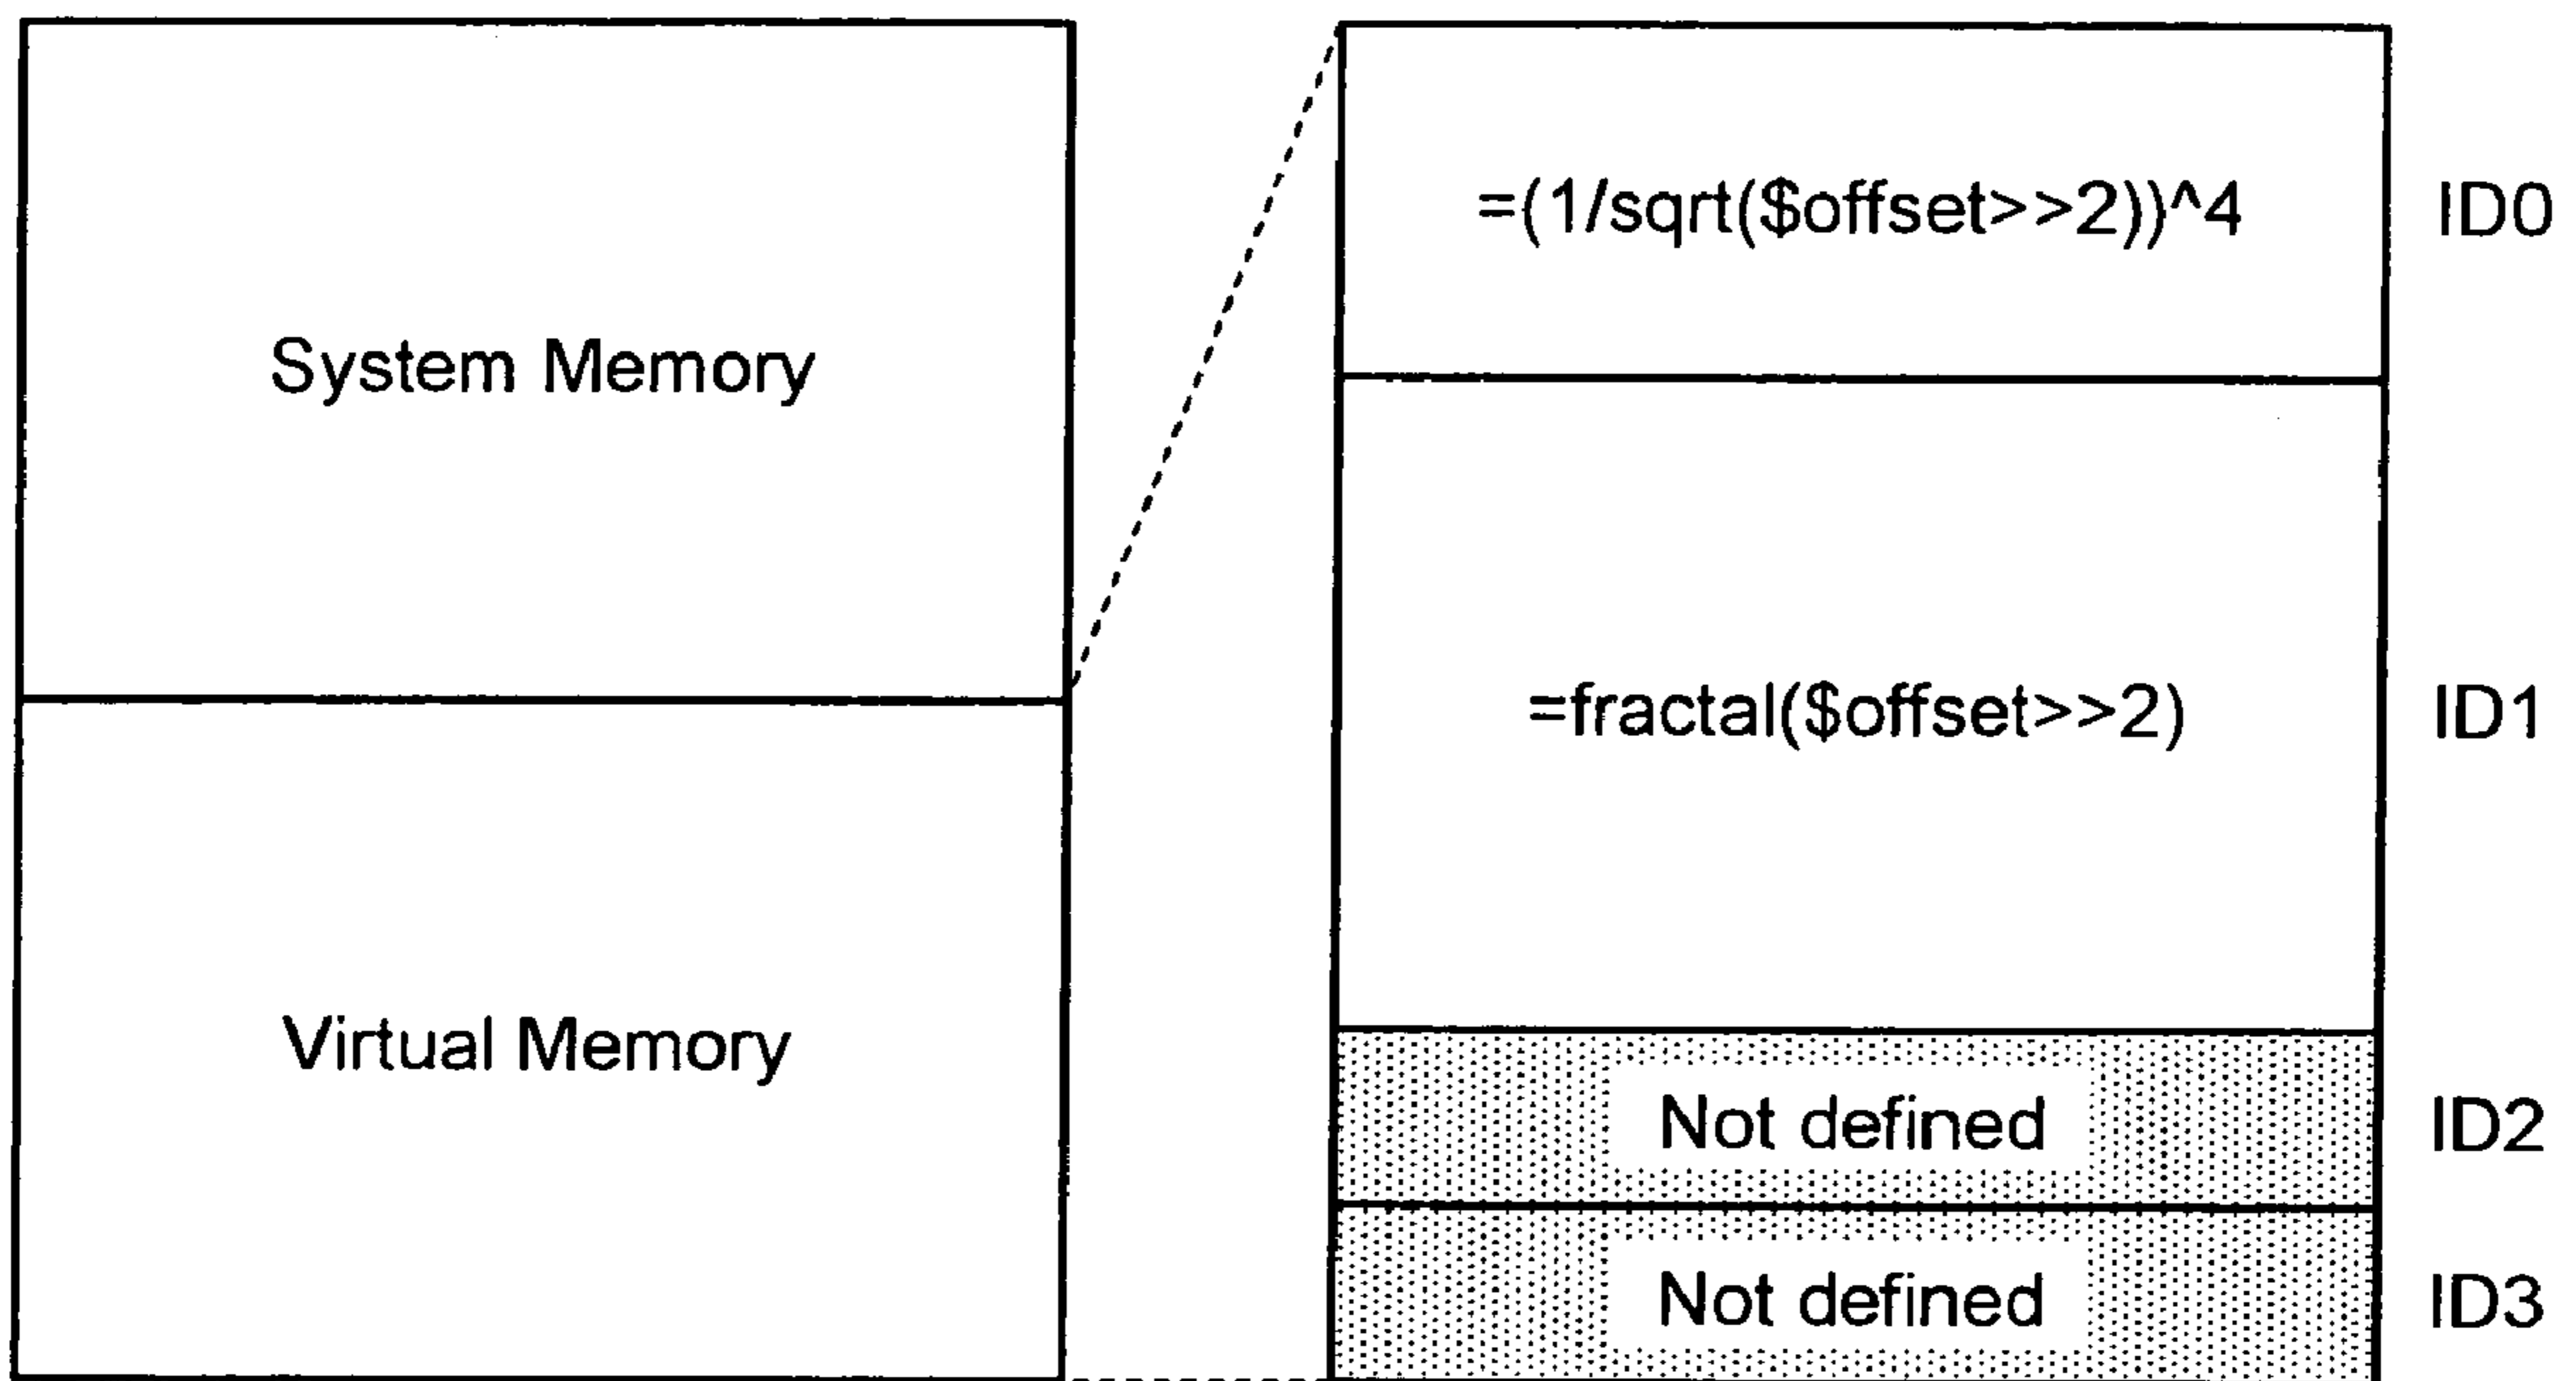 System Memory
Virtual Memory
=(1/sqrt($offset>>2))^4
ID0
=fractal($offset>>2)
ID1
Not defined
ID2
Not defined
ID3